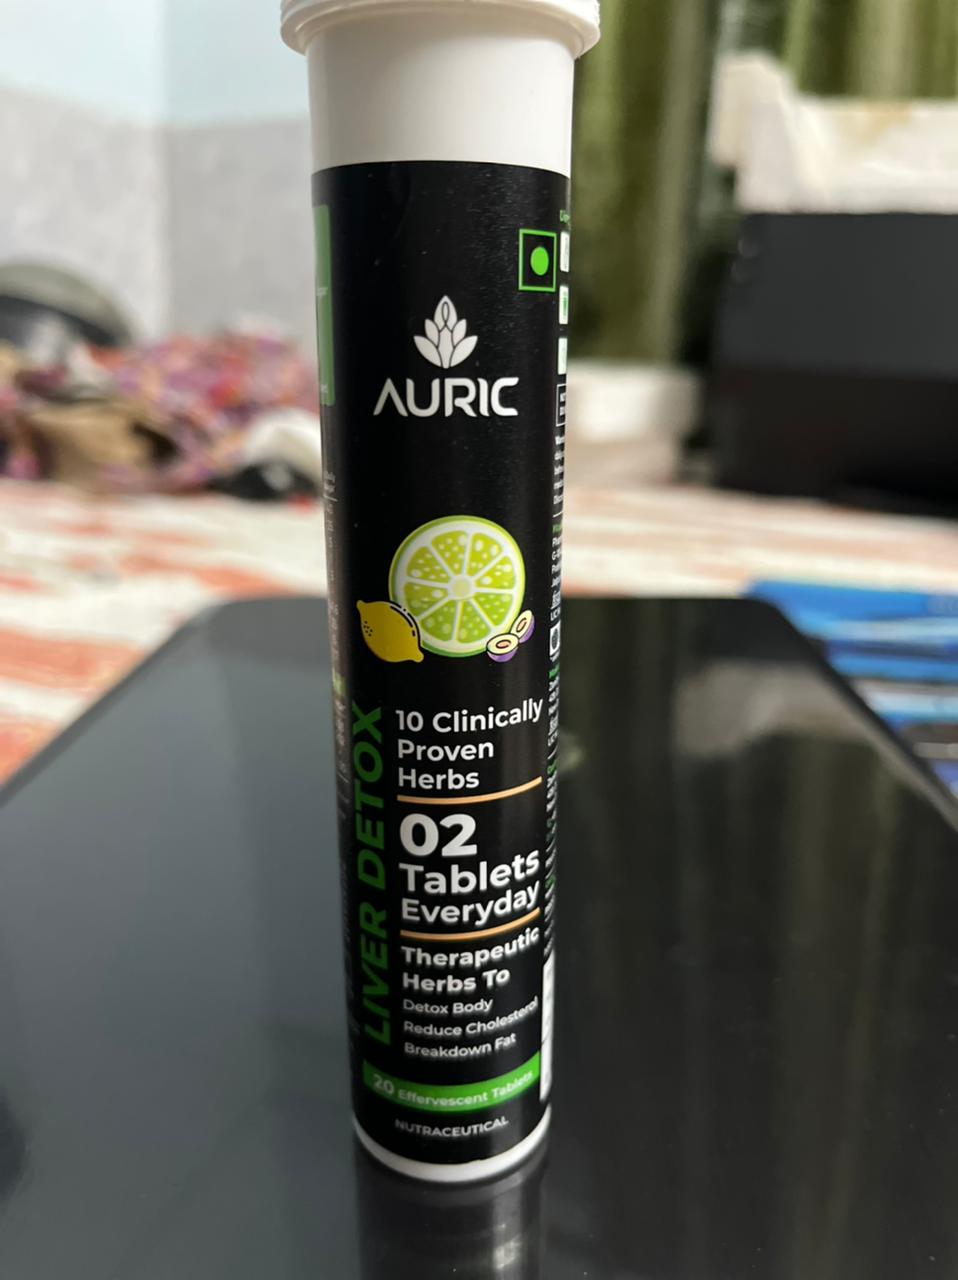 AURIC
LIVER DETOX
10 Clinically
Proven
Herbs
02
Tablets
Everyday
Therapeutic
Herbs To
Detox Body
Reduce Cholesterol
Breakdown Fat
20 Effervescent Tablets
NUTRACEUTICAL